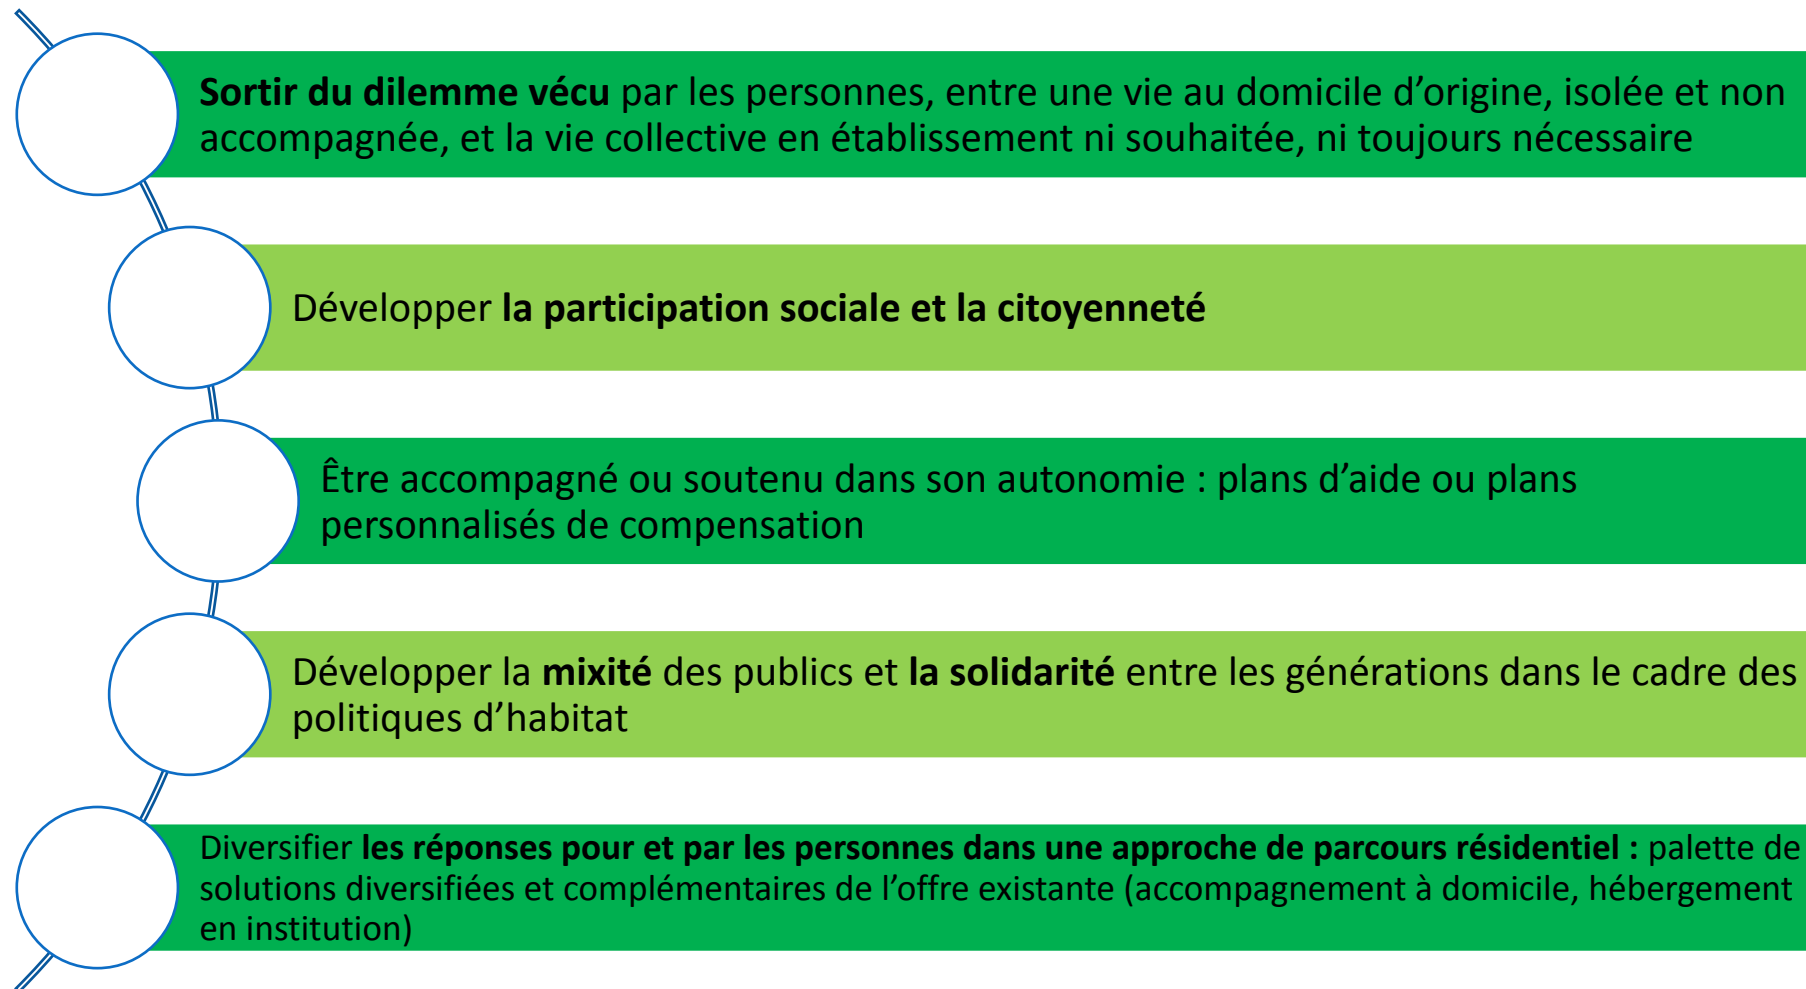 Sortir du dilemme vécu par les personnes, entre une vie au domicile d’origine, isolée et non
accompagnée, et la vie collective en établissement ni souhaitée, ni toujours nécessaire
Développer la participation sociale et la citoyenneté
Être accompagné ou soutenu dans son autonomie : plans d’aide ou plans
personnalisés de compensation
Développer la mixité des publics et la solidarité entre les générations dans le cadre des
politiques d’habitat
Diversifier les réponses pour et par les personnes dans une approche de parcours résidentiel : palette de
solutions diversifiées et complémentaires de l’offre existante (accompagnement à domicile, hébergement
en institution)